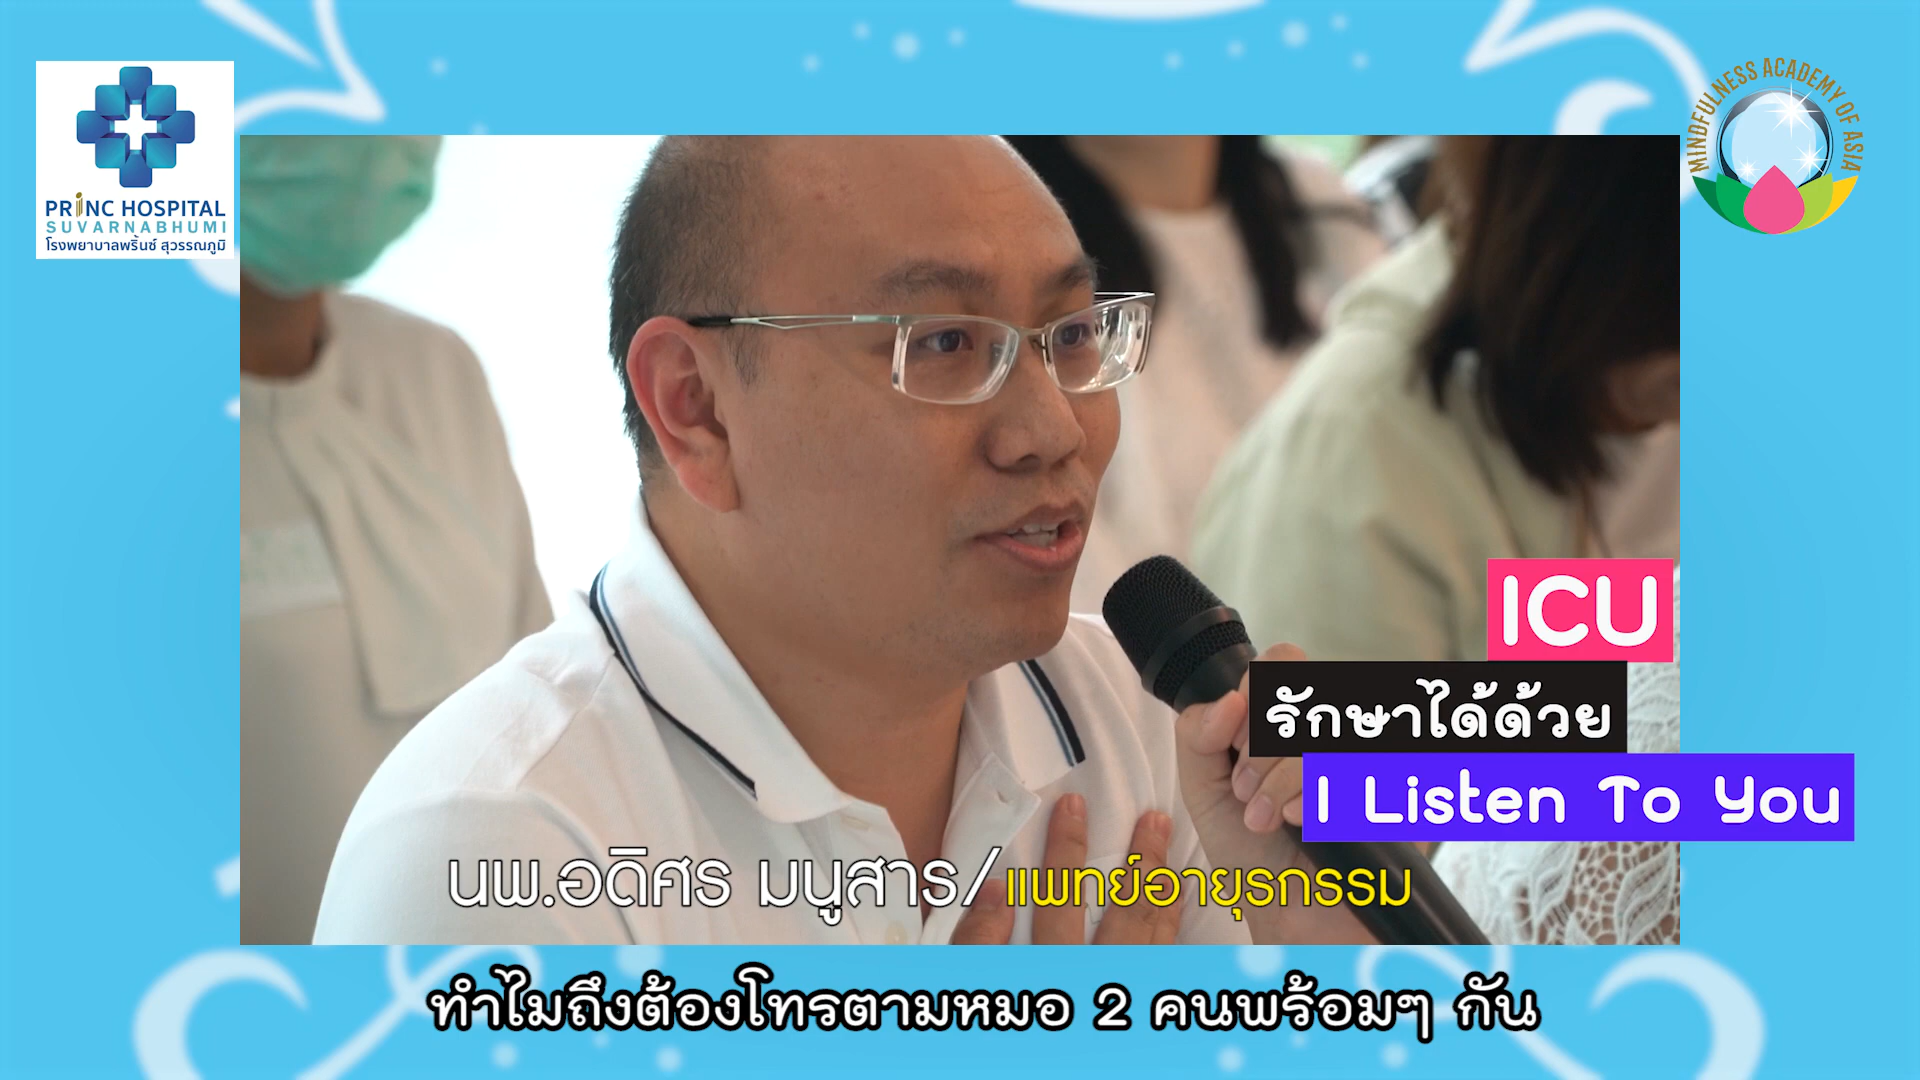 PRINC HOSPITAL
SUVARNABHUMI
โรงพยาบาลพริ้นซ์ สุวรรณภูมิ
MINDFULNESS ACADEMY OF ASIA
ICU
รักษาได้ด้วย
I Listen To You
นพ.อดิศร มนูสาร/แพทย์อายุรกรรม
ทำไมถึงต้องโทรตามหมอ 2 คนพร้อมๆ กัน